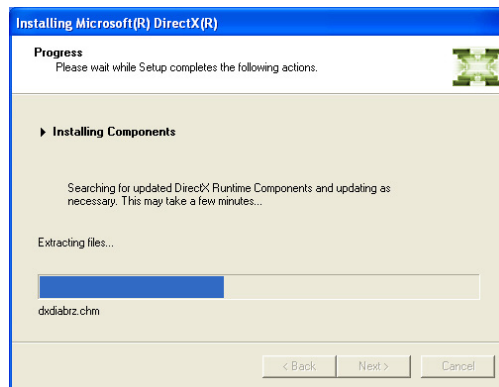 Installing Microsoft(R) DirectX(R)
Progress
Please wait while Setup completes the following actions.
Installing Components
Searching for updated DirectX Runtime Components and updating as
necessary. This may take a few minutes...
Extracting files...
dxdiabrz.chm
< Back Next > Cancel